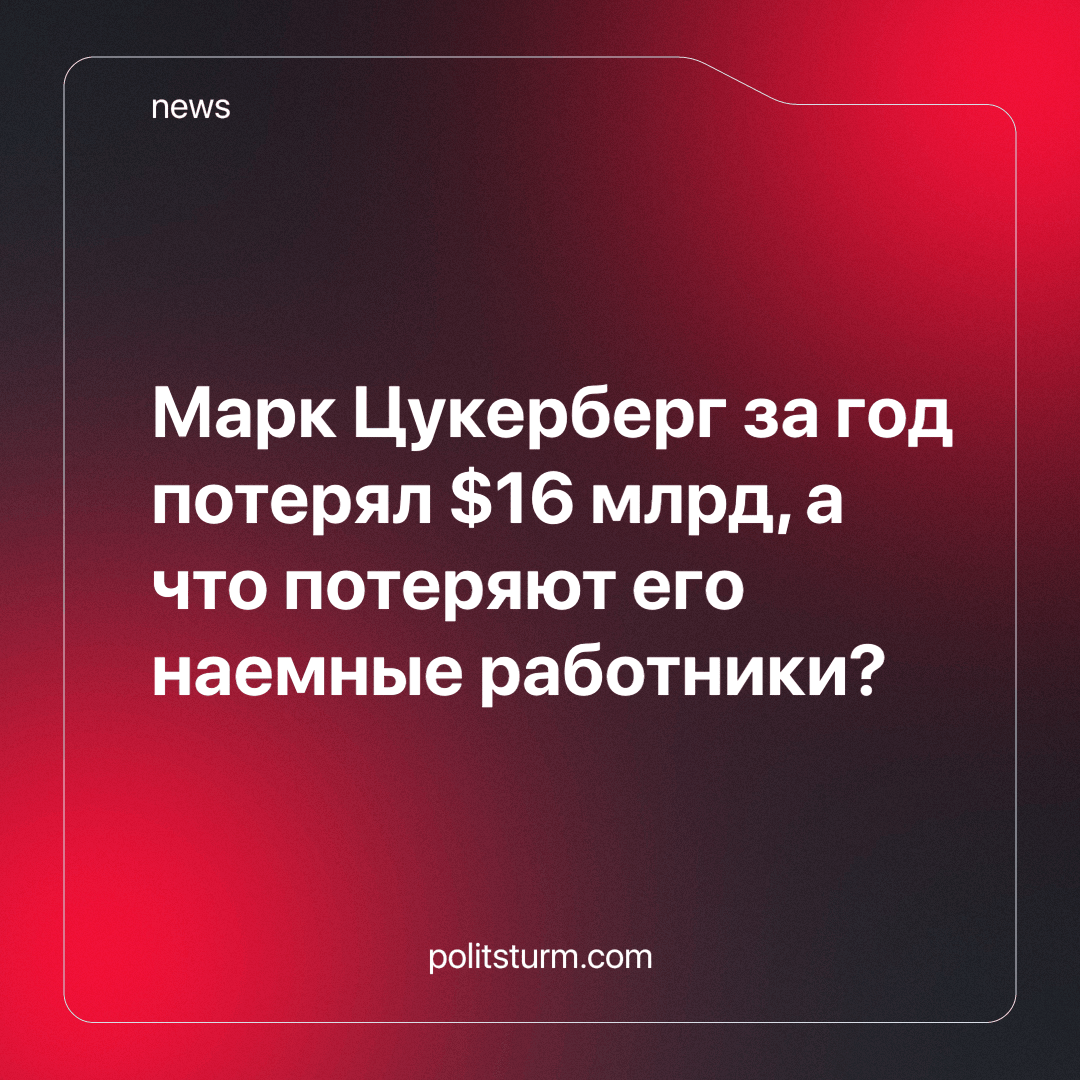 news
Марк Цукерберг за год
потерял $16 млрд, а
что потеряют его
наемные работники?
politsturm.com